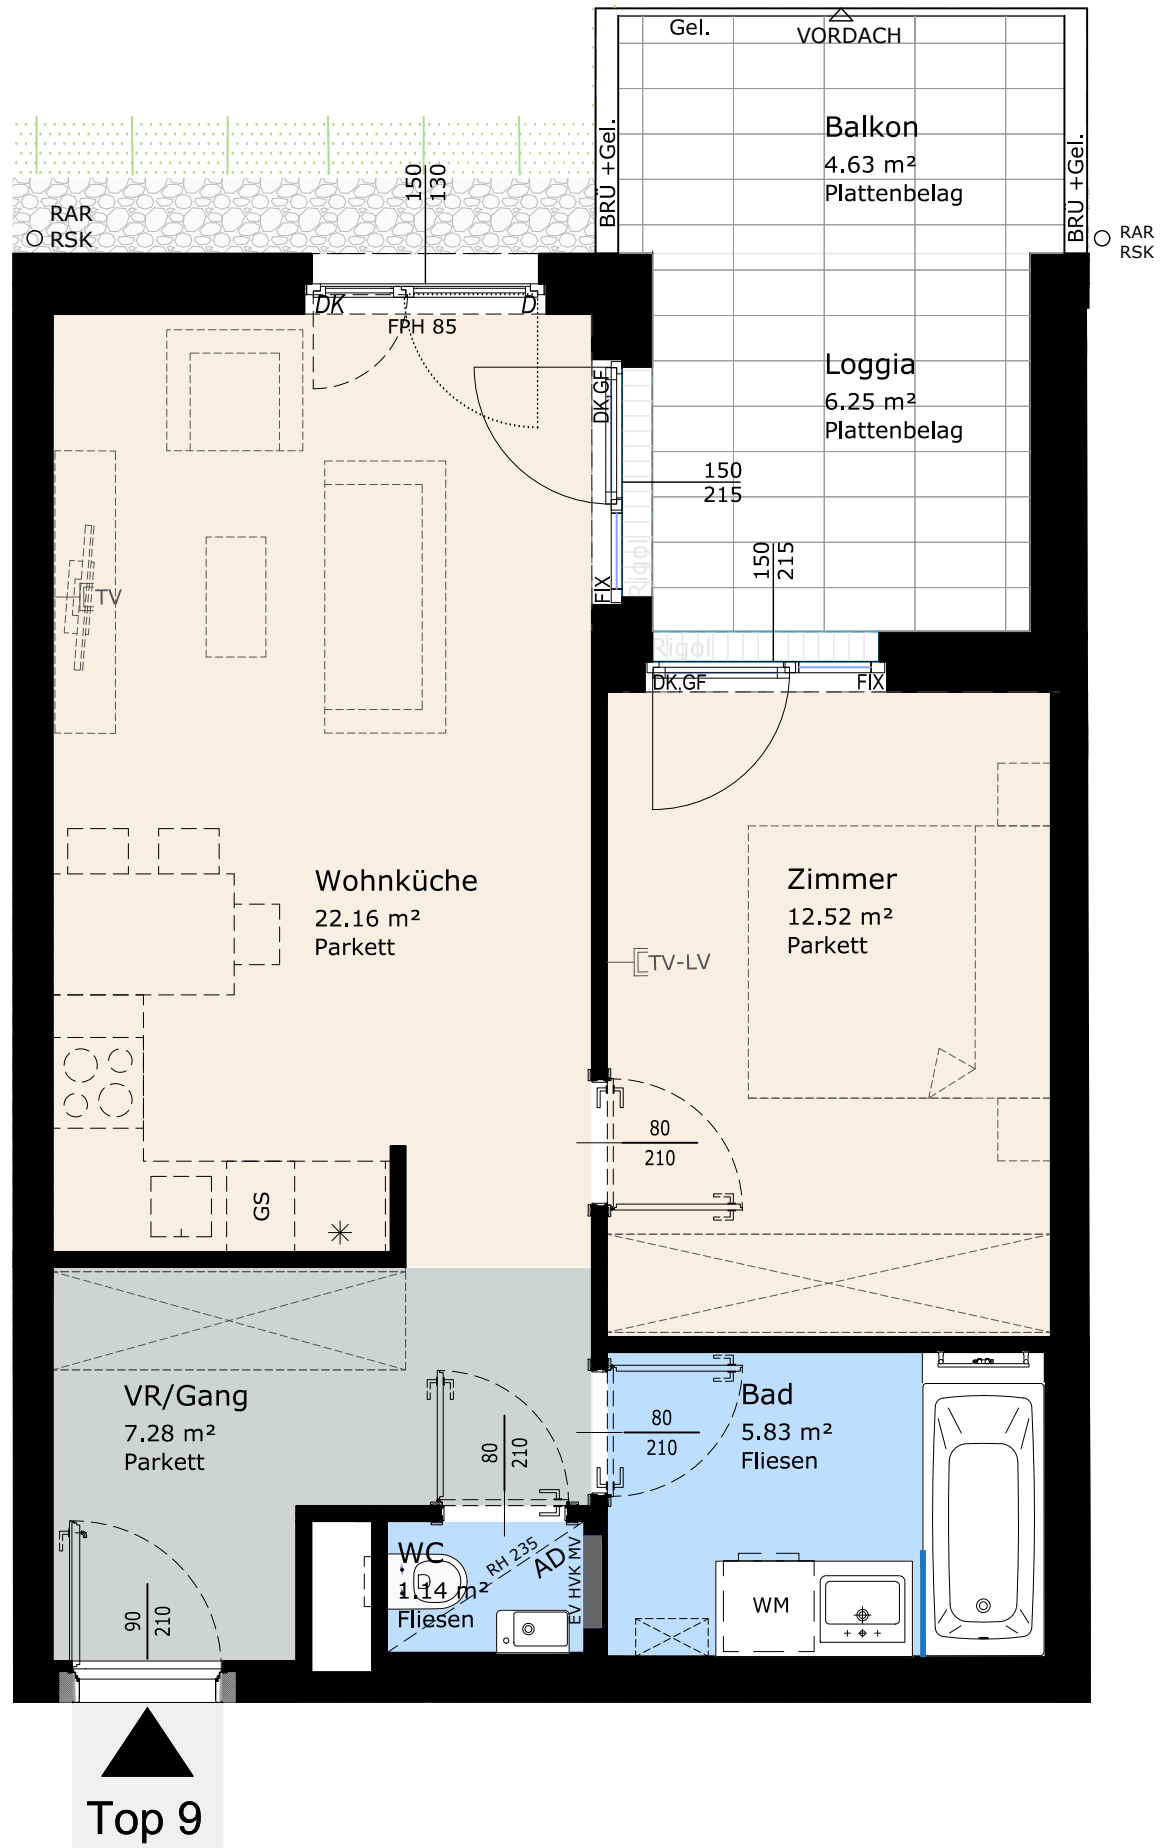 Gel.
VORDACH
BRÜ +Gel.
Balkon
4.63 m²
Plattenbelag
BRÜ +Gel.
RAR
RSK
150
130
RAR
RSK
DK
D
FPH 85
DK,GF
Loggia
6.25 m²
Plattenbelag
150
215
FIX
Rigol
150
215
TV
Rigol
DK,GF
FIX
Wohnküche
22.16 m²
Parkett
Zimmer
12.52 m²
Parkett
TV-LV
80
210
GS
VR/Gang
7.28 m²
Parkett
80
210
80
210
Bad
5.83 m²
Fliesen
WC
1.14 m²
Fliesen
RH 235
AD
EV HVK MV
WM
90
210
Top 9